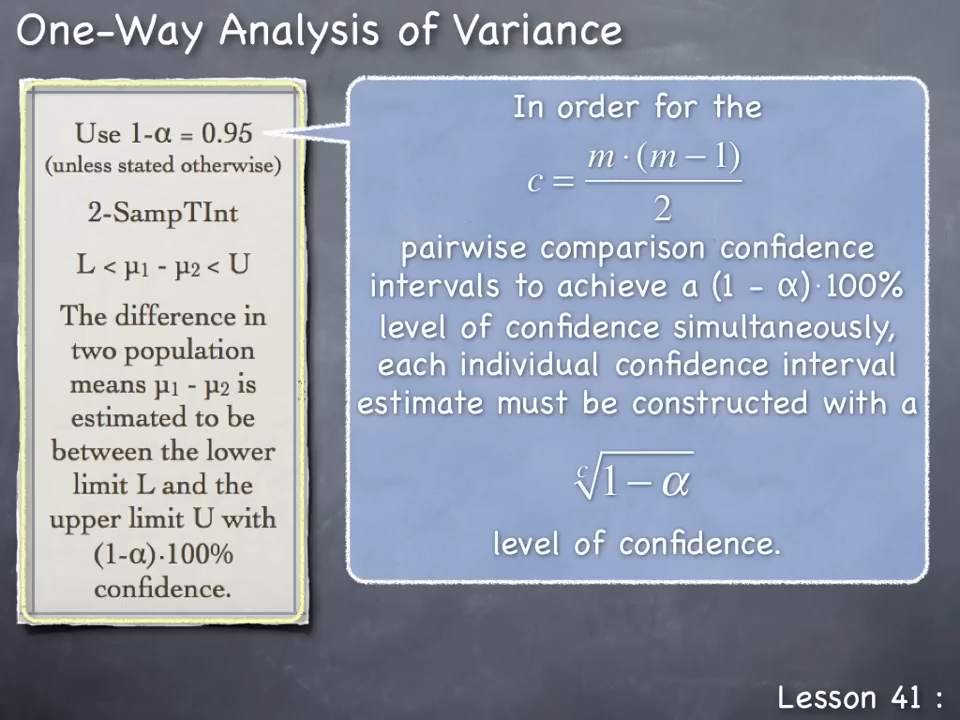 One-Way Analysis of Variance
Use 1-α = 0.95
(unless stated otherwise)
2-SampTInt
L < μ₁ - μ₂ < U
The difference in
two population
means μ₁ - μ₂ is
estimated to be
between the lower
limit L and the
upper limit U with
(1-α)·100%
confidence.
In order for the
c = m · (m − 1) / 2
pairwise comparison confidence
intervals to achieve a (1 - α)·100%
level of confidence simultaneously,
each individual confidence interval
estimate must be constructed with a
ᶜ√(1 − α)
level of confidence.
Lesson 41 :